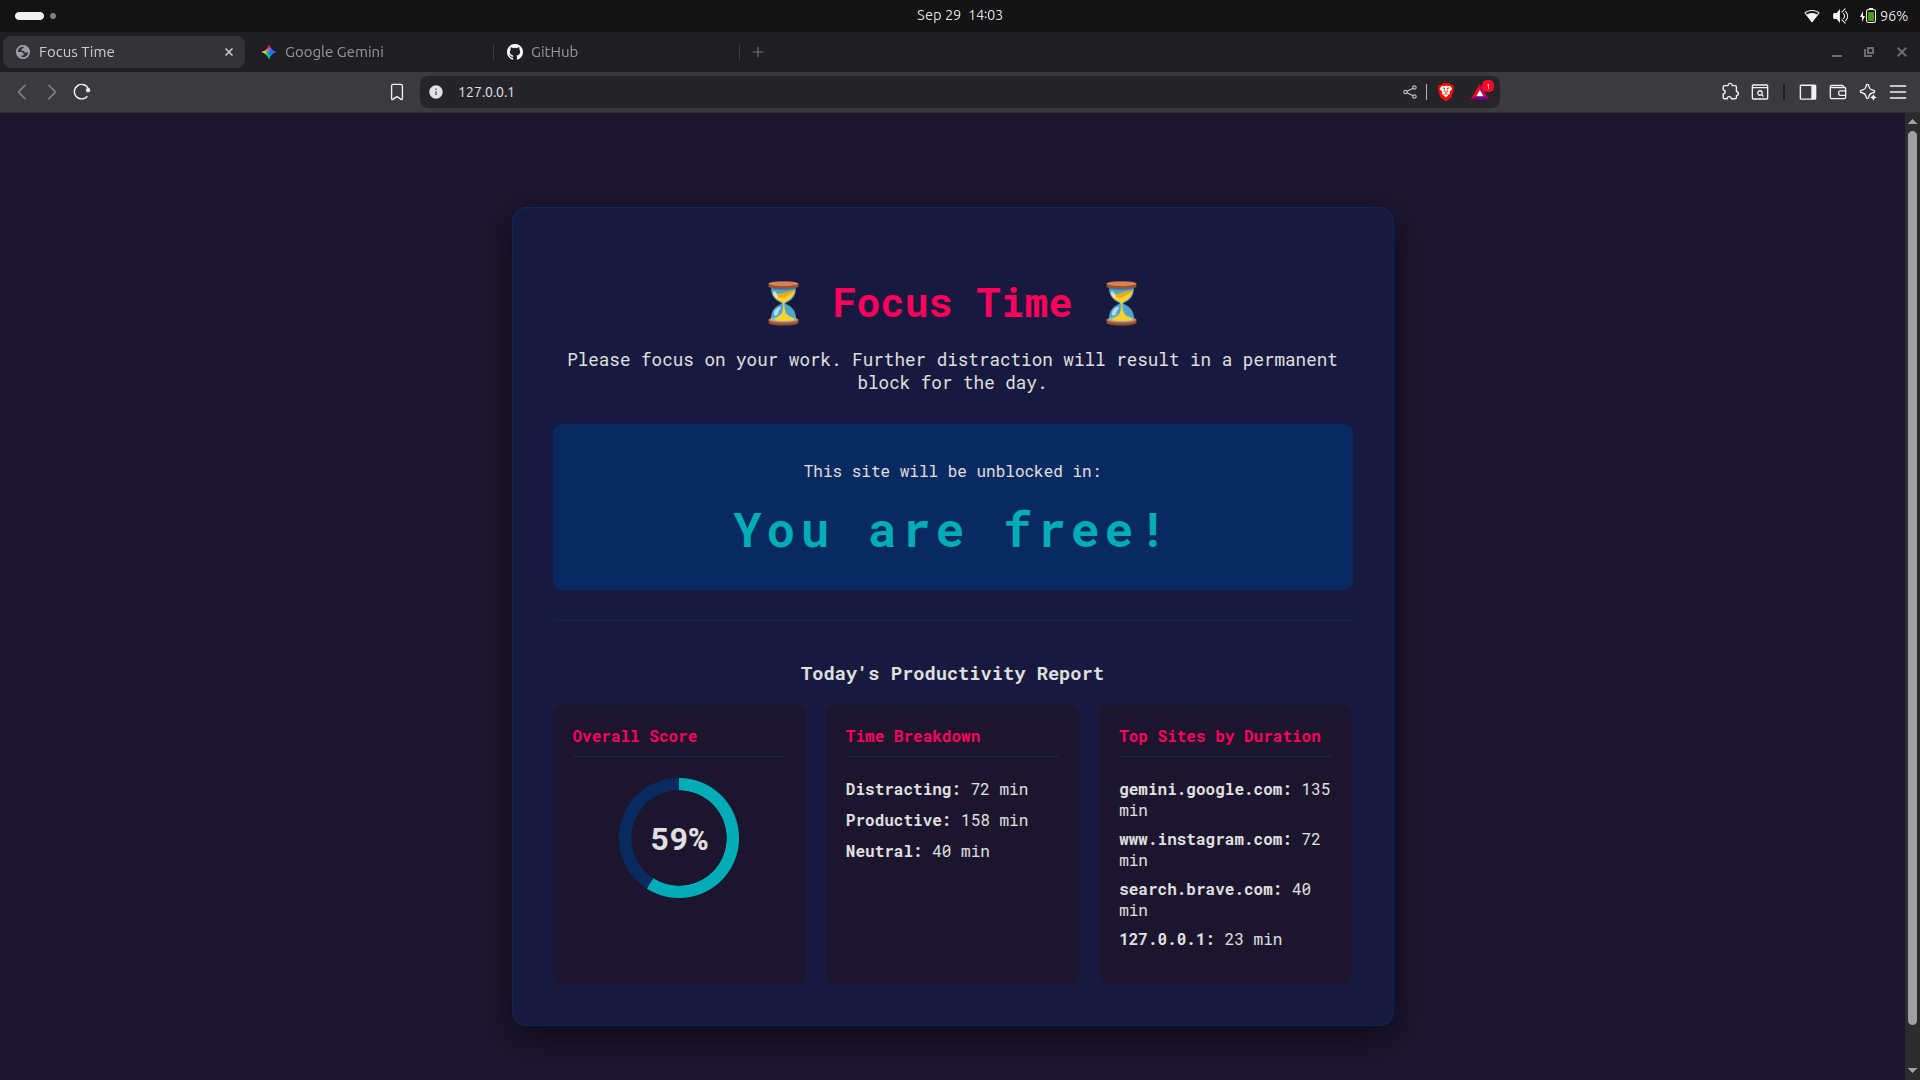 Sep 29 14:03
96%
Focus Time
Google Gemini
GitHub
127.0.0.1
1
⏳ Focus Time ⏳
Please focus on your work. Further distraction will result in a permanent
block for the day.
This site will be unblocked in:
You are free!
Today's Productivity Report
Overall Score
59%
Time Breakdown
Distracting: 72 min
Productive: 158 min
Neutral: 40 min
Top Sites by Duration
gemini.google.com: 135
min
www.instagram.com: 72
min
search.brave.com: 40
min
127.0.0.1: 23 min